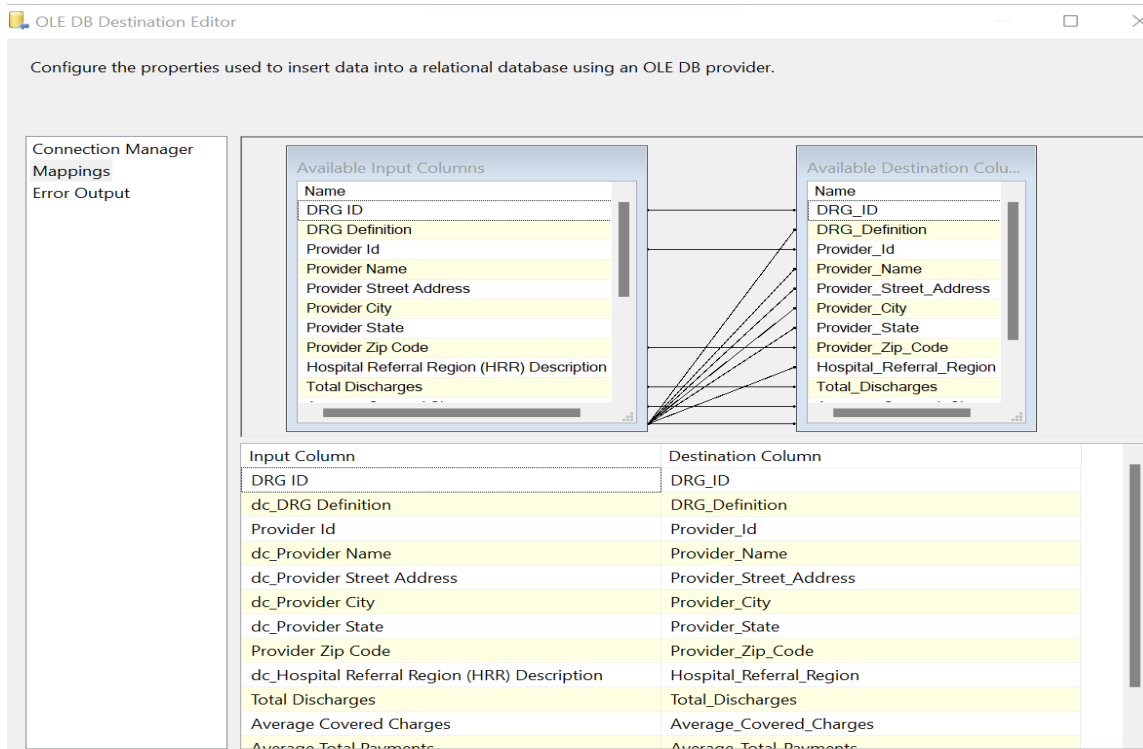 OLE DB Destination Editor
Configure the properties used to insert data into a relational database using an OLE DB provider.
Connection Manager
Mappings
Error Output
Available Input Columns
Name
DRG ID
DRG Definition
Provider Id
Provider Name
Provider Street Address
Provider City
Provider State
Provider Zip Code
Hospital Referral Region (HRR) Description
Total Discharges
Available Destination Colu...
Name
DRG_ID
DRG_Definition
Provider_Id
Provider_Name
Provider_Street_Address
Provider_City
Provider_State
Provider_Zip_Code
Hospital_Referral_Region
Total_Discharges
Input Column Destination Column
DRG ID DRG_ID
dc_DRG Definition DRG_Definition
Provider Id Provider_Id
dc_Provider Name Provider_Name
dc_Provider Street Address Provider_Street_Address
dc_Provider City Provider_City
dc_Provider State Provider_State
Provider Zip Code Provider_Zip_Code
dc_Hospital Referral Region (HRR) Description Hospital_Referral_Region
Total Discharges Total_Discharges
Average Covered Charges Average_Covered_Charges
Average Total Payments Average_Total_Payments